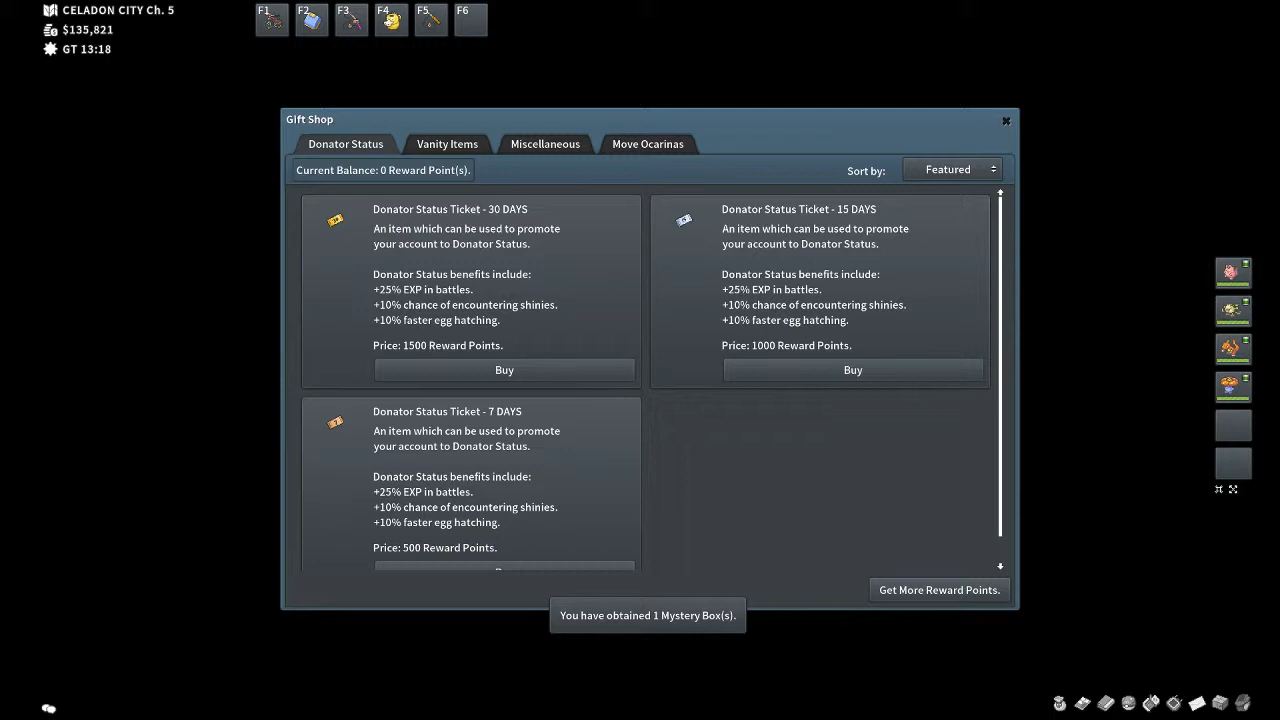 CELADON CITY Ch. 5
$135,821
GT 13:18
F1 F2 F3 F4 F5 F6
Gift Shop
Donator Status Vanity Items Miscellaneous Move Ocarinas
Current Balance: 0 Reward Point(s).
Sort by: Featured
Donator Status Ticket - 30 DAYS
An item which can be used to promote
your account to Donator Status.
Donator Status benefits include:
+25% EXP in battles.
+10% chance of encountering shinies.
+10% faster egg hatching.
Price: 1500 Reward Points.
Buy
Donator Status Ticket - 15 DAYS
An item which can be used to promote
your account to Donator Status.
Donator Status benefits include:
+25% EXP in battles.
+10% chance of encountering shinies.
+10% faster egg hatching.
Price: 1000 Reward Points.
Buy
Donator Status Ticket - 7 DAYS
An item which can be used to promote
your account to Donator Status.
Donator Status benefits include:
+25% EXP in battles.
+10% chance of encountering shinies.
+10% faster egg hatching.
Price: 500 Reward Points.
Get More Reward Points.
You have obtained 1 Mystery Box(s).